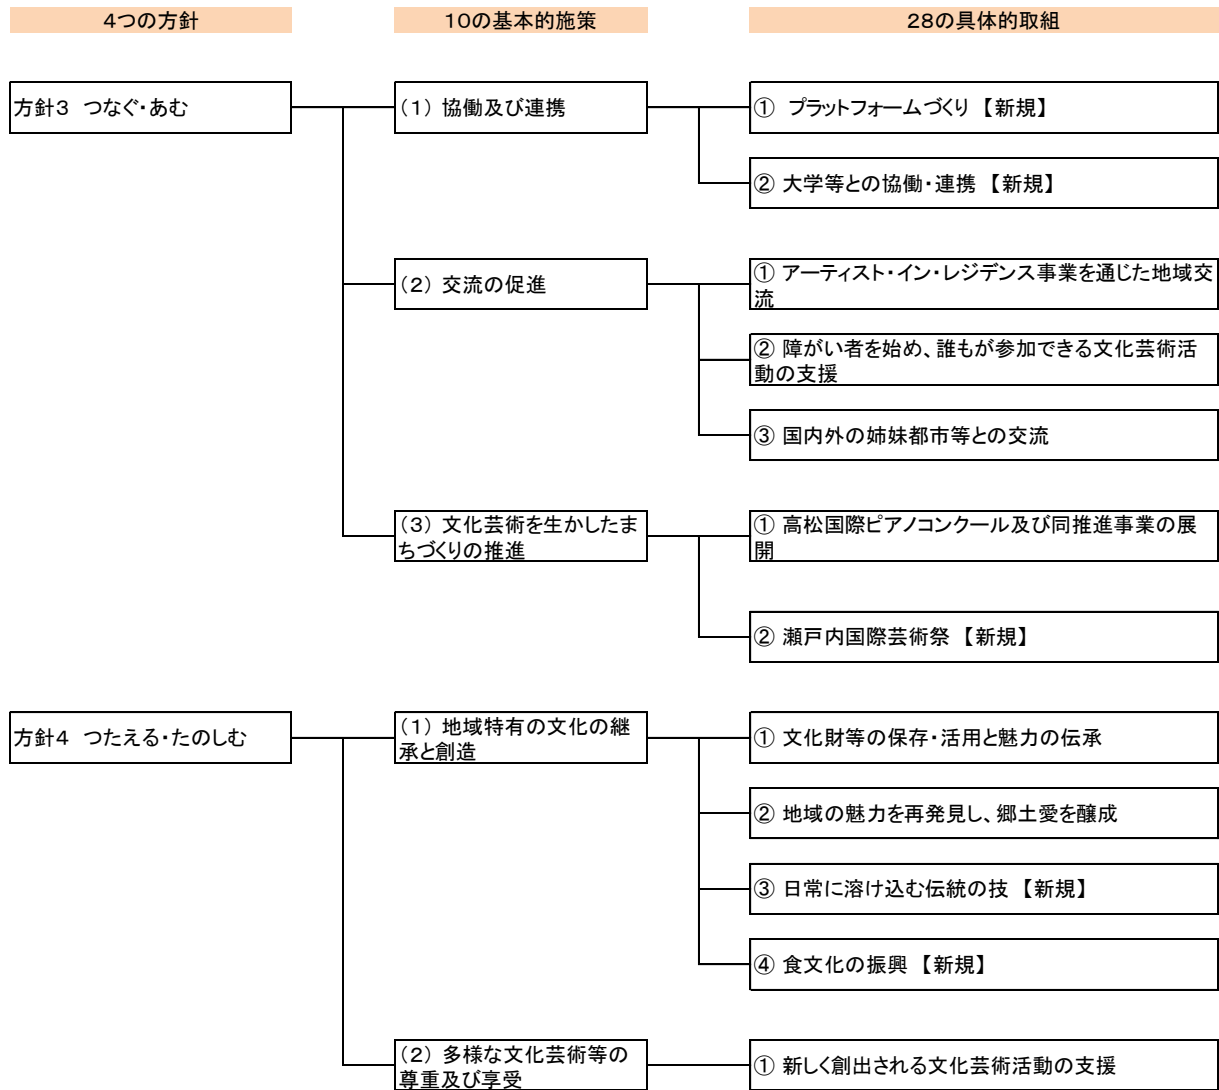 4つの方針
10の基本的施策
28の具体的取組
方針3 つなぐ・あむ
(1) 協働及び連携
① プラットフォームづくり 【新規】
② 大学等との協働・連携 【新規】
(2) 交流の促進
① アーティスト・イン・レジデンス事業を通じた地域交
流
② 障がい者を始め、誰もが参加できる文化芸術活
動の支援
③ 国内外の姉妹都市等との交流
(3) 文化芸術を生かしたま
ちづくりの推進
① 高松国際ピアノコンクール及び同推進事業の展
開
② 瀬戸内国際芸術祭 【新規】
方針4 つたえる・たのしむ
(1) 地域特有の文化の継
承と創造
① 文化財等の保存・活用と魅力の伝承
② 地域の魅力を再発見し、郷土愛を醸成
③ 日常に溶け込む伝統の技 【新規】
④ 食文化の振興 【新規】
(2) 多様な文化芸術等の
尊重及び享受
① 新しく創出される文化芸術活動の支援